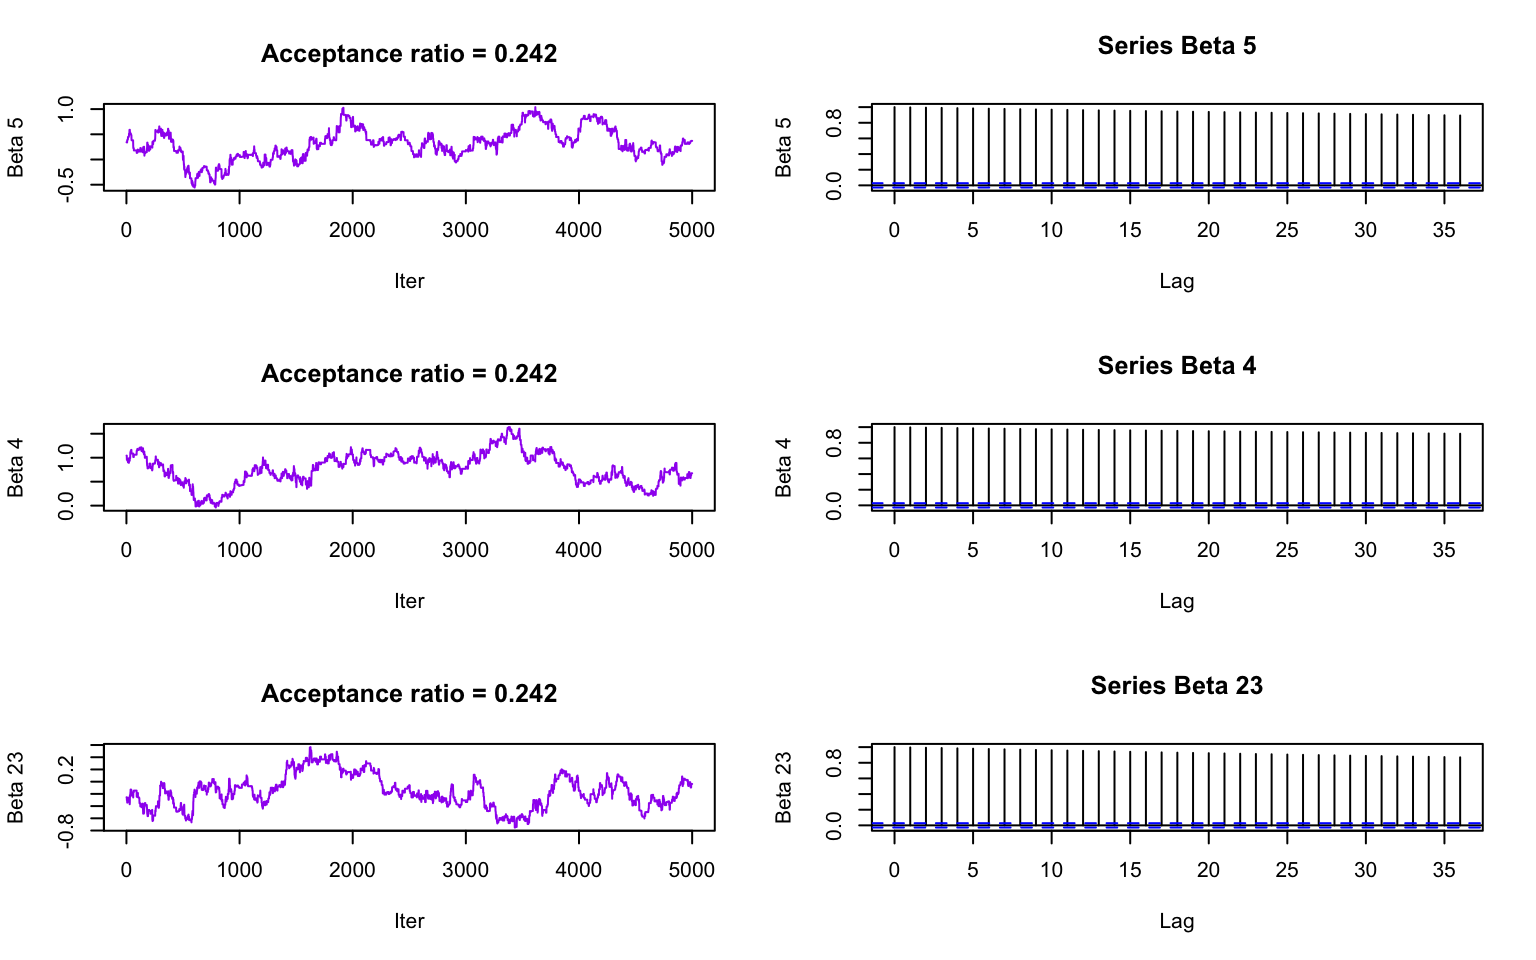 Acceptance ratio = 0.242
Beta 5
1.0
-0.5
0 1000 2000 3000 4000 5000
Iter
Series Beta 5
Beta 5
0.8
0.0
0 5 10 15 20 25 30 35
Lag
Acceptance ratio = 0.242
Beta 4
1.0
0.0
0 1000 2000 3000 4000 5000
Iter
Series Beta 4
Beta 4
0.8
0.0
0 5 10 15 20 25 30 35
Lag
Acceptance ratio = 0.242
Beta 23
0.2
-0.8
0 1000 2000 3000 4000 5000
Iter
Series Beta 23
Beta 23
0.8
0.0
0 5 10 15 20 25 30 35
Lag